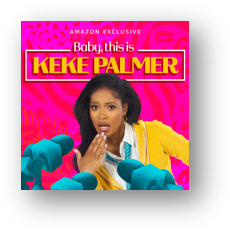 AMAZON EXCLUSIVE
Baby, this is
KEKE PALMER